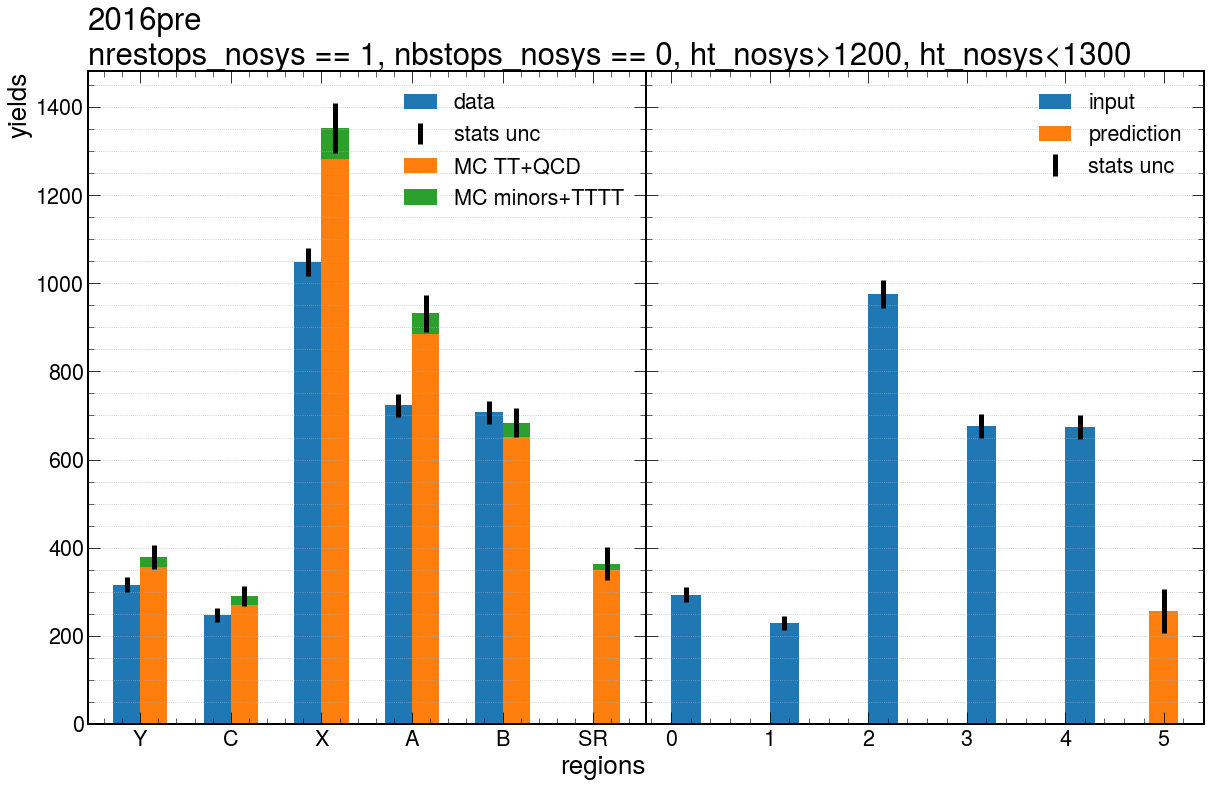 2016pre
nrestops_nosys == 1, nbstops_nosys == 0, ht_nosys>1200, ht_nosys<1300
yields
1400
1200
1000
800
600
400
200
0
data
stats unc
MC TT+QCD
MC minors+TTTT
input
prediction
stats unc
Y C X A B SR
0 1 2 3 4 5
regions